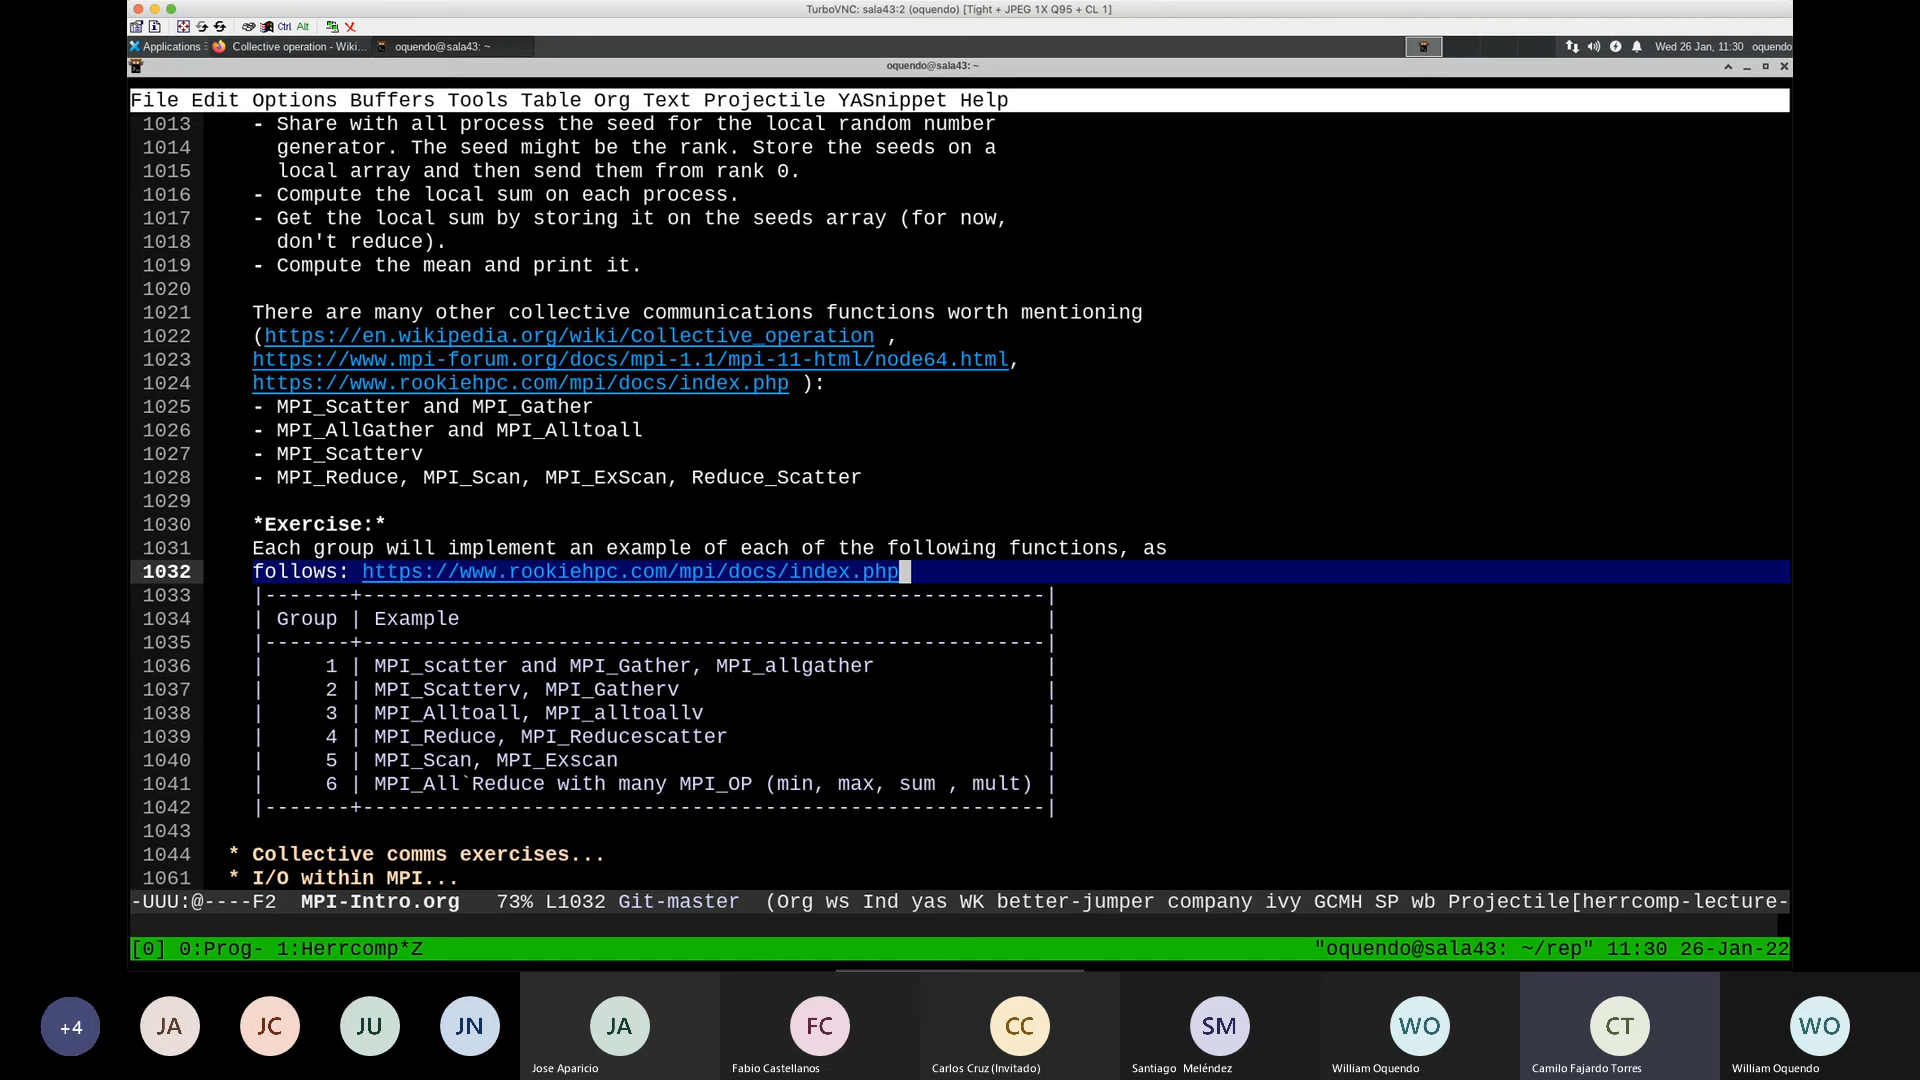 TurboVNC: sala43:2 (oquendo) [Tight + JPEG 1X Q95 + CL 1]
Ctrl Alt
Applications Collective operation - Wiki... oquendo@sala43: ~ Wed 26 Jan, 11:30 oquendo
oquendo@sala43: ~
File Edit Options Buffers Tools Table Org Text Projectile YASnippet Help
1013 - Share with all process the seed for the local random number
1014 generator. The seed might be the rank. Store the seeds on a
1015 local array and then send them from rank 0.
1016 - Compute the local sum on each process.
1017 - Get the local sum by storing it on the seeds array (for now,
1018 don't reduce).
1019 - Compute the mean and print it.
1020
1021 There are many other collective communications functions worth mentioning
1022 (https://en.wikipedia.org/wiki/Collective_operation ,
1023 https://www.mpi-forum.org/docs/mpi-1.1/mpi-11-html/node64.html,
1024 https://www.rookiehpc.com/mpi/docs/index.php ):
1025 - MPI_Scatter and MPI_Gather
1026 - MPI_AllGather and MPI_Alltoall
1027 - MPI_Scatterv
1028 - MPI_Reduce, MPI_Scan, MPI_ExScan, Reduce_Scatter
1029
1030 *Exercise:*
1031 Each group will implement an example of each of the following functions, as
1032 follows: https://www.rookiehpc.com/mpi/docs/index.php
1033 |-------+--------------------------------------------------------|
1034 | Group | Example |
1035 |-------+--------------------------------------------------------|
1036 | 1 | MPI_scatter and MPI_Gather, MPI_allgather |
1037 | 2 | MPI_Scatterv, MPI_Gatherv |
1038 | 3 | MPI_Alltoall, MPI_alltoallv |
1039 | 4 | MPI_Reduce, MPI_Reducescatter |
1040 | 5 | MPI_Scan, MPI_Exscan |
1041 | 6 | MPI_All`Reduce with many MPI_OP (min, max, sum , mult) |
1042 |-------+--------------------------------------------------------|
1043
1044 * Collective comms exercises...
1061 * I/O within MPI...
-UUU:@----F2 MPI-Intro.org 73% L1032 Git-master (Org ws Ind yas WK better-jumper company ivy GCMH SP wb Projectile[herrcomp-lecture-
[0] 0:Prog- 1:Herrcomp*Z "oquendo@sala43: ~/rep" 11:30 26-Jan-22
+4 JA JC JU JN JA FC CC SM WO CT WO
Jose Aparicio Fabio Castellanos Carlos Cruz (Invitado) Santiago Meléndez William Oquendo Camilo Fajardo Torres William Oquendo